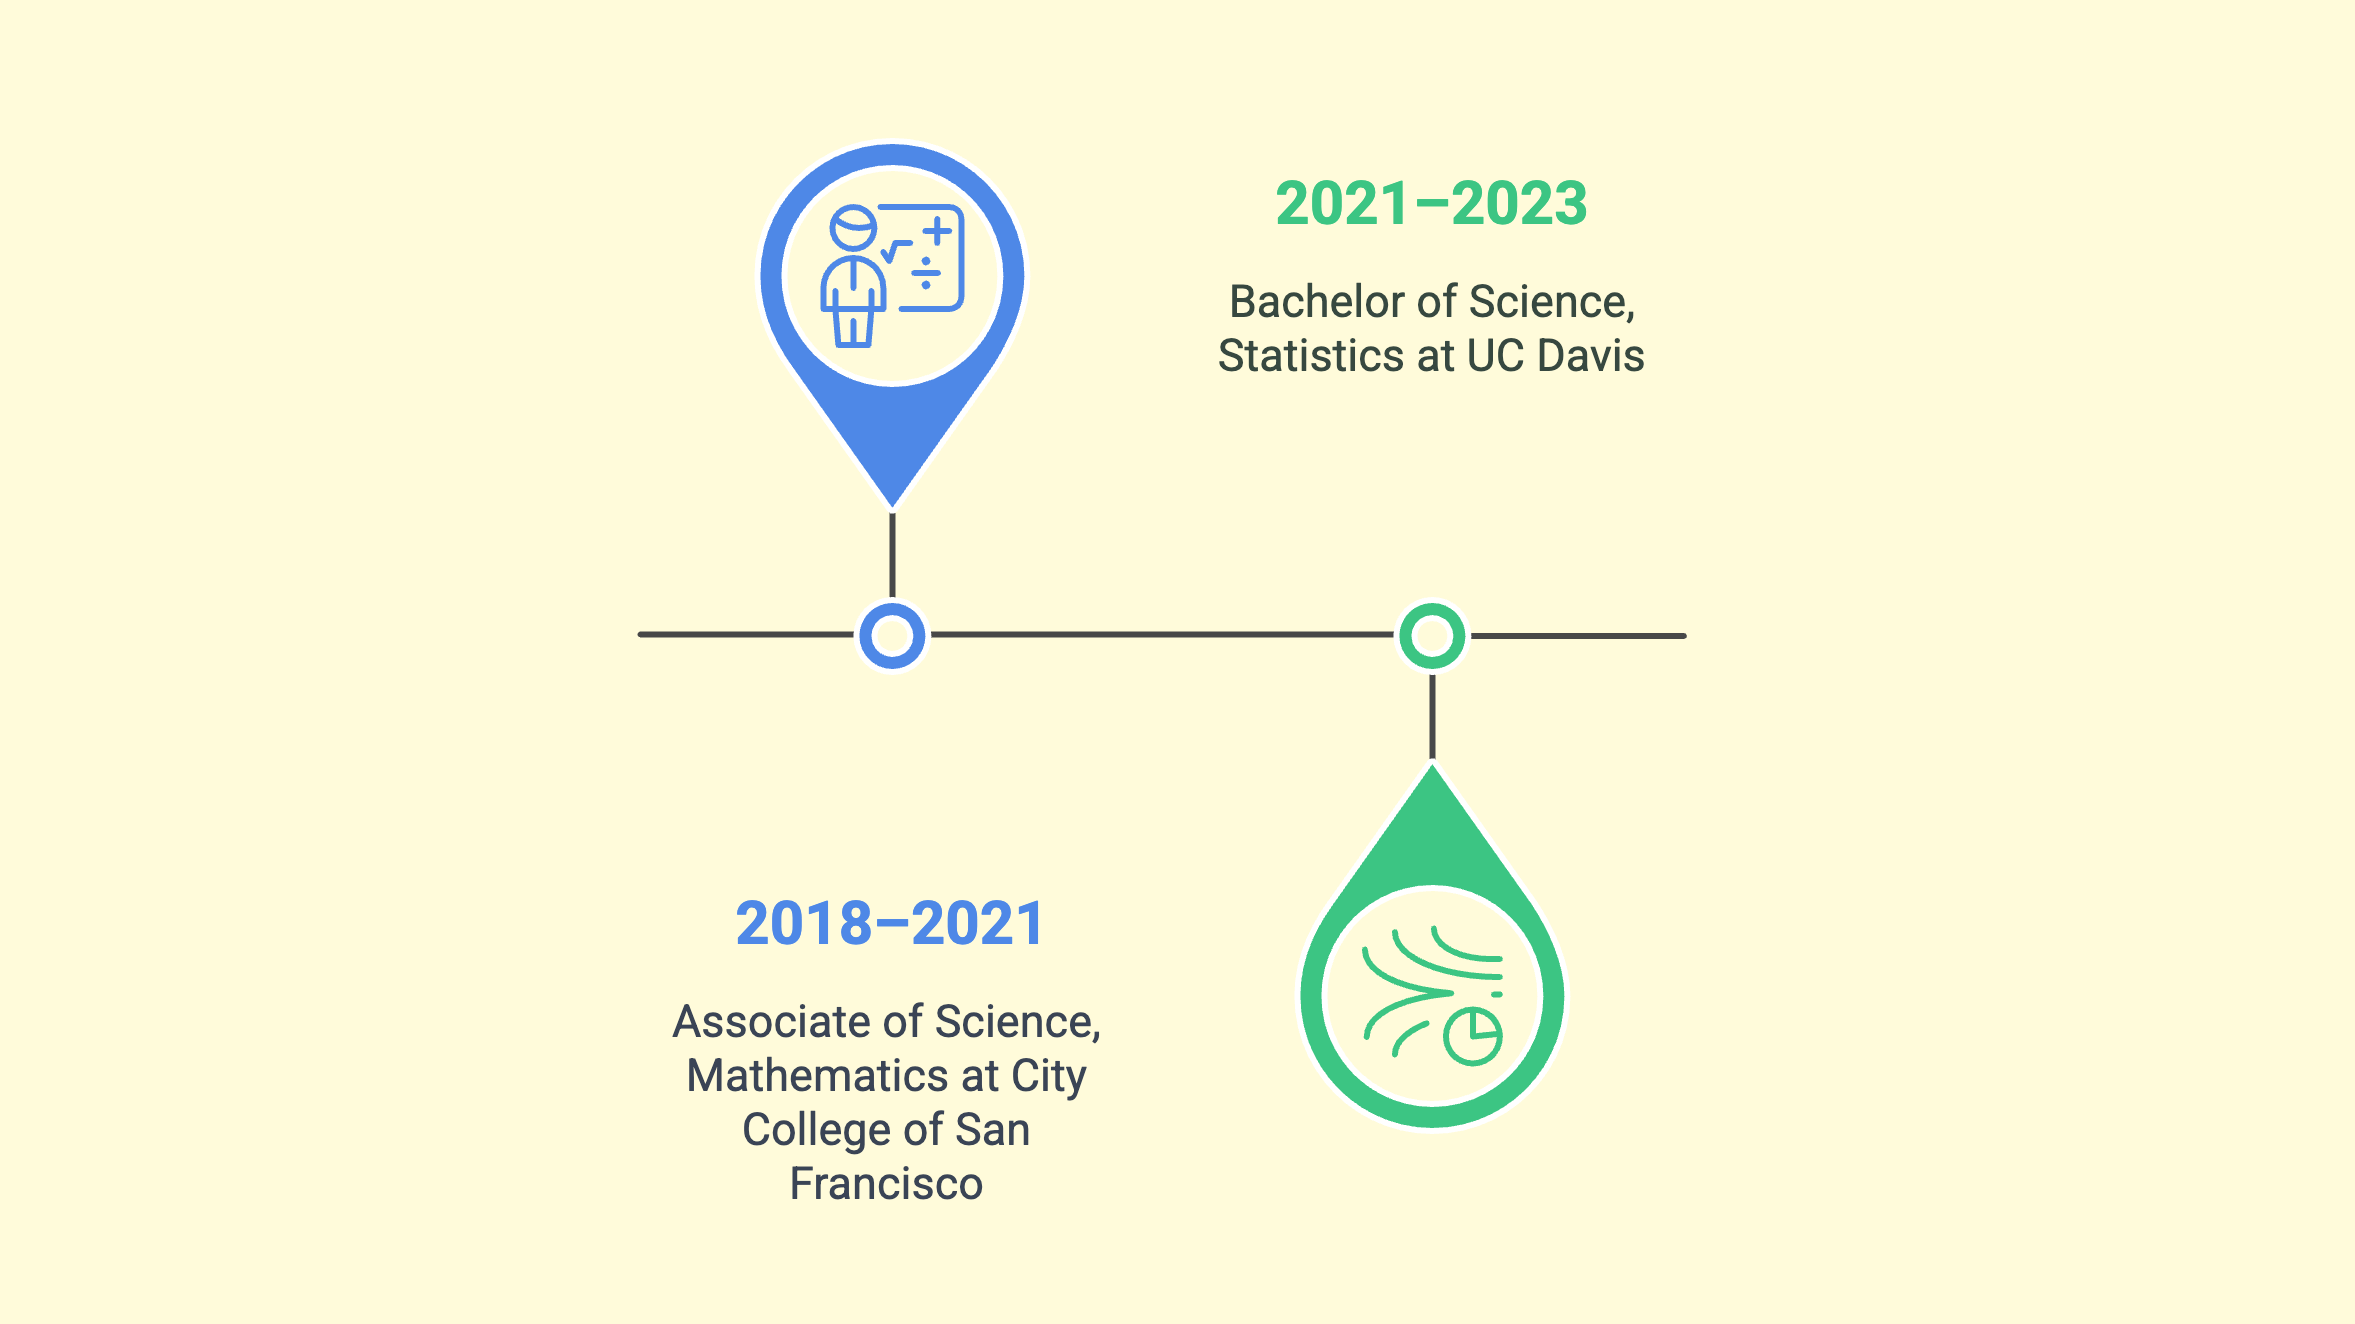 2021–2023
Bachelor of Science,
Statistics at UC Davis
2018–2021
Associate of Science,
Mathematics at City
College of San
Francisco